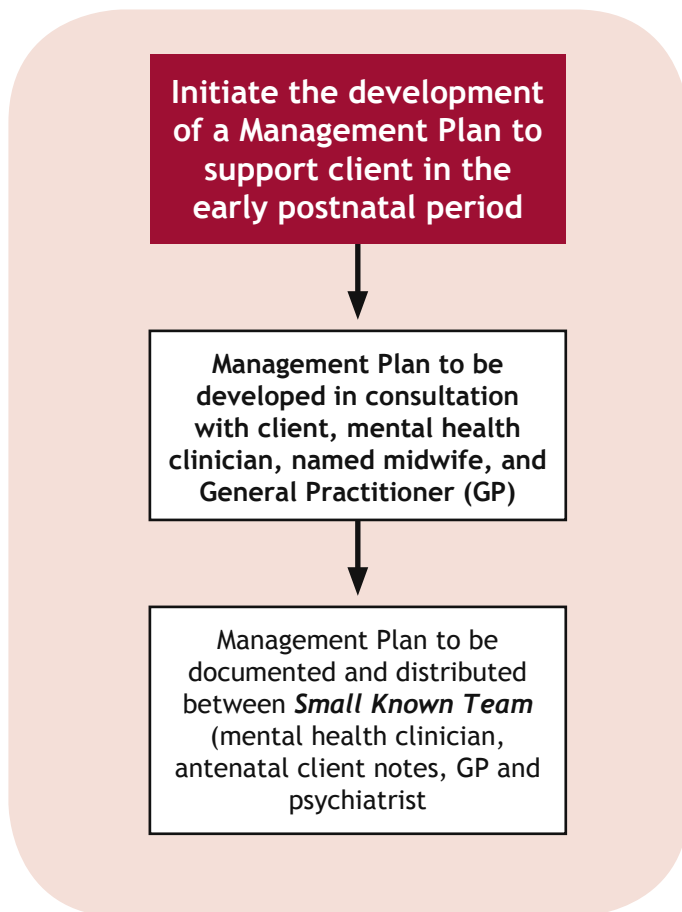 Initiate the development
of a Management Plan to
support client in the
early postnatal period
Management Plan to be
developed in consultation
with client, mental health
clinician, named midwife, and
General Practitioner (GP)
Management Plan to be
documented and distributed
between Small Known Team
(mental health clinician,
antenatal client notes, GP and
psychiatrist